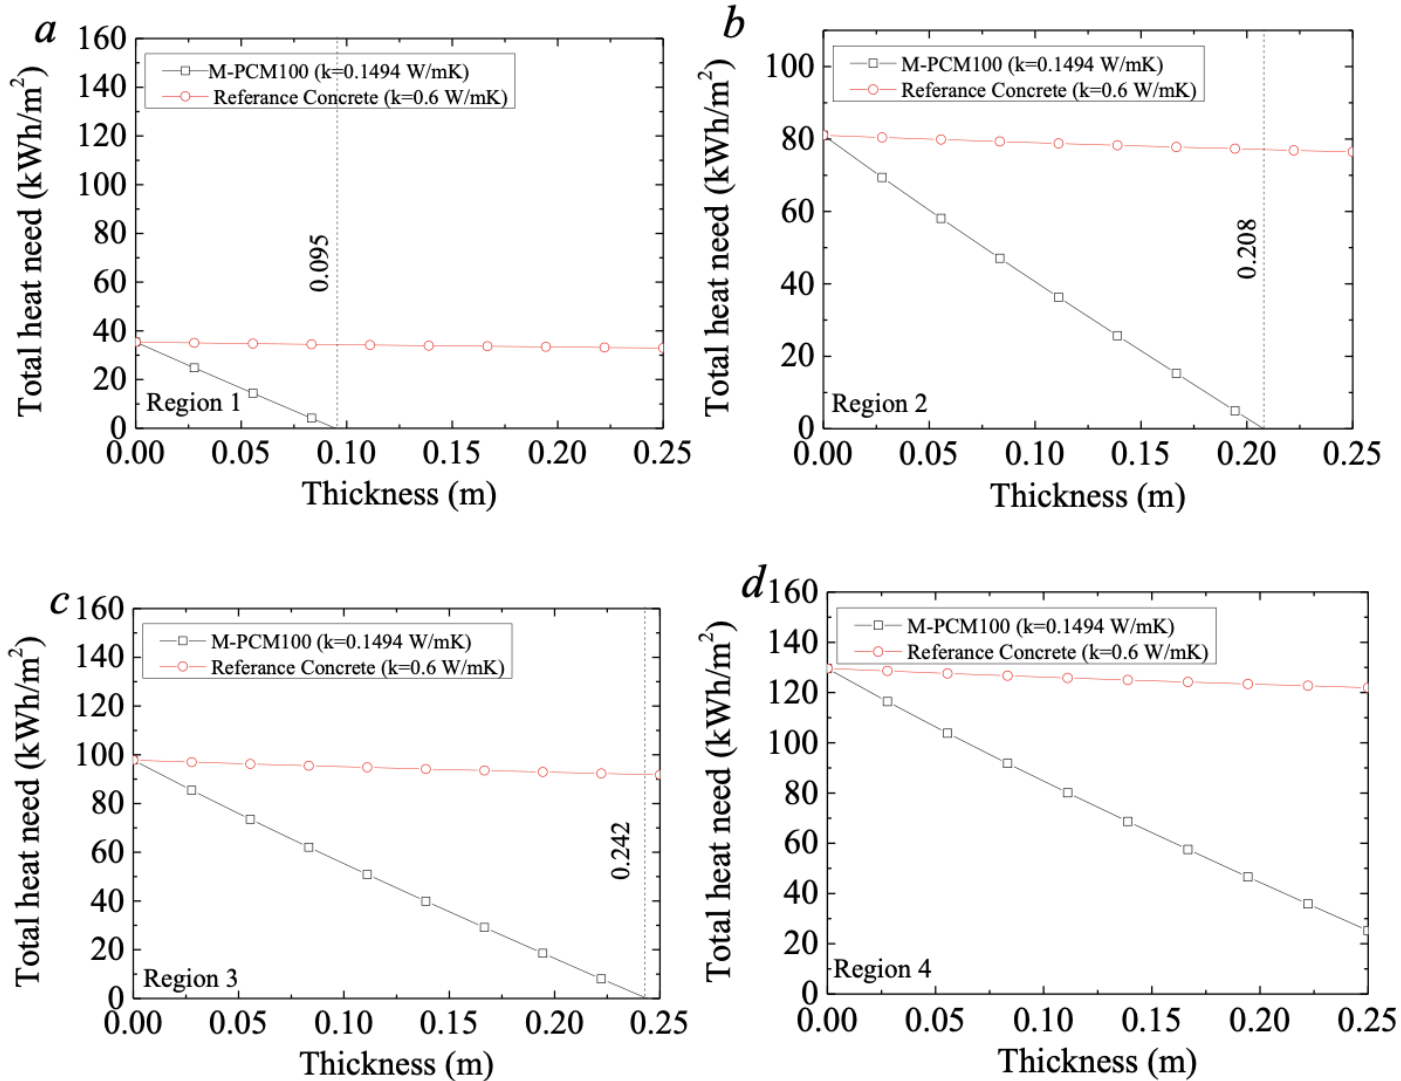 a
160
140
120
100
80
60
40
20
0
Total heat need (kWh/m²)
M-PCM100 (k=0.1494 W/mK)
Referance Concrete (k=0.6 W/mK)
0.095
Region 1
0.00 0.05 0.10 0.15 0.20 0.25
Thickness (m)
b
100
80
60
40
20
0
Total heat need (kWh/m²)
M-PCM100 (k=0.1494 W/mK)
Referance Concrete (k=0.6 W/mK)
0.208
Region 2
0.00 0.05 0.10 0.15 0.20 0.25
Thickness (m)
c
160
140
120
100
80
60
40
20
0
Total heat need (kWh/m²)
M-PCM100 (k=0.1494 W/mK)
Referance Concrete (k=0.6 W/mK)
0.242
Region 3
0.00 0.05 0.10 0.15 0.20 0.25
Thickness (m)
d
160
140
120
100
80
60
40
20
0
Total heat need (kWh/m²)
M-PCM100 (k=0.1494 W/mK)
Referance Concrete (k=0.6 W/mK)
Region 4
0.00 0.05 0.10 0.15 0.20 0.25
Thickness (m)